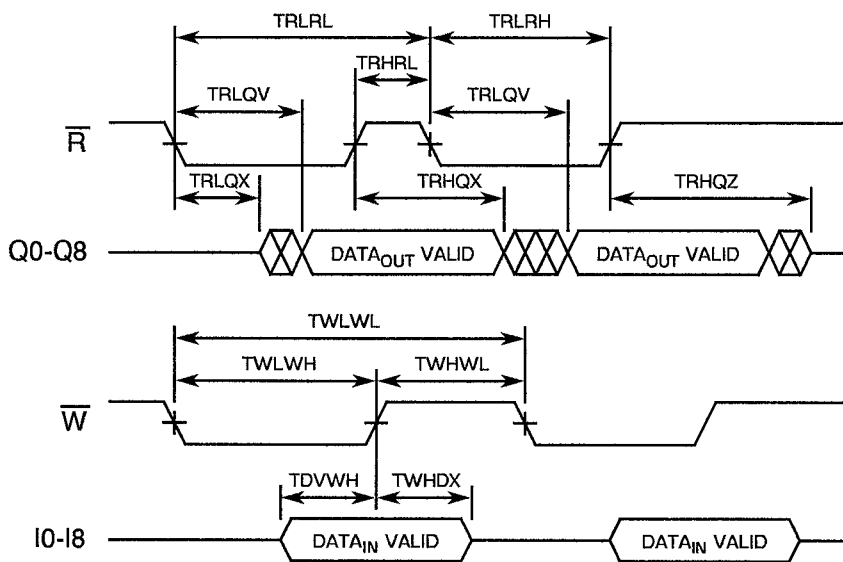 TRLRL TRLRH
TRHRL
TRLQV TRLQV
R
TRLQX TRHQX TRHQZ
Q0-Q8 DATAOUT VALID DATAOUT VALID
TWLWL
TWLWH TWHWL
W
TDVWH TWHDX
I0-I8 DATAIN VALID DATAIN VALID